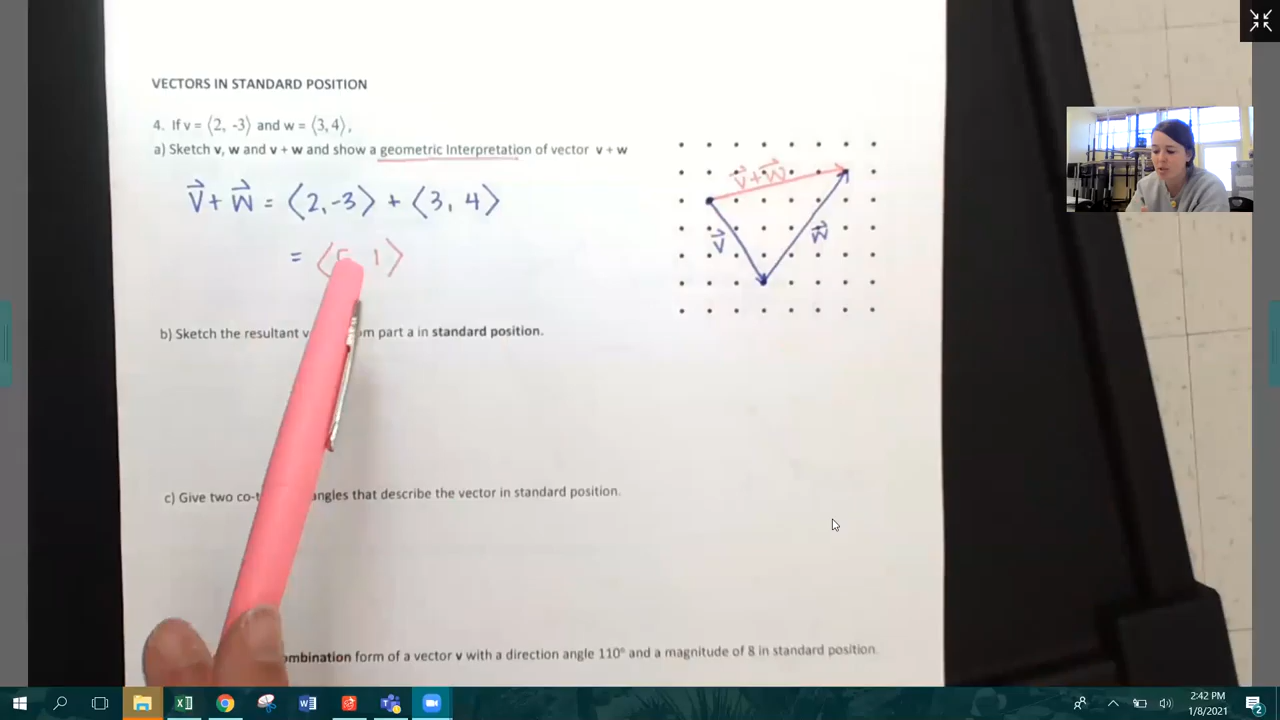 VECTORS IN STANDARD POSITION
4. If v = ⟨2, -3⟩ and w = ⟨3, 4⟩,
a) Sketch v, w and v + w and show a geometric Interpretation of vector v + w
V⃗ + W⃗ = ⟨2, -3⟩ + ⟨3, 4⟩
= ⟨ 1⟩
V⃗+W⃗
V⃗
W⃗
b) Sketch the resultant part a in standard position.
c) Give two angles that describe the vector in standard position.
form of a vector v with a direction angle 110° and a magnitude of 8 in standard position.
2:42 PM
1/8/2021
2